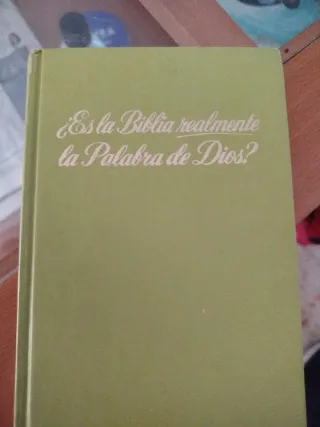 ¿Es la Biblia realmente
la Palabra de Dios?